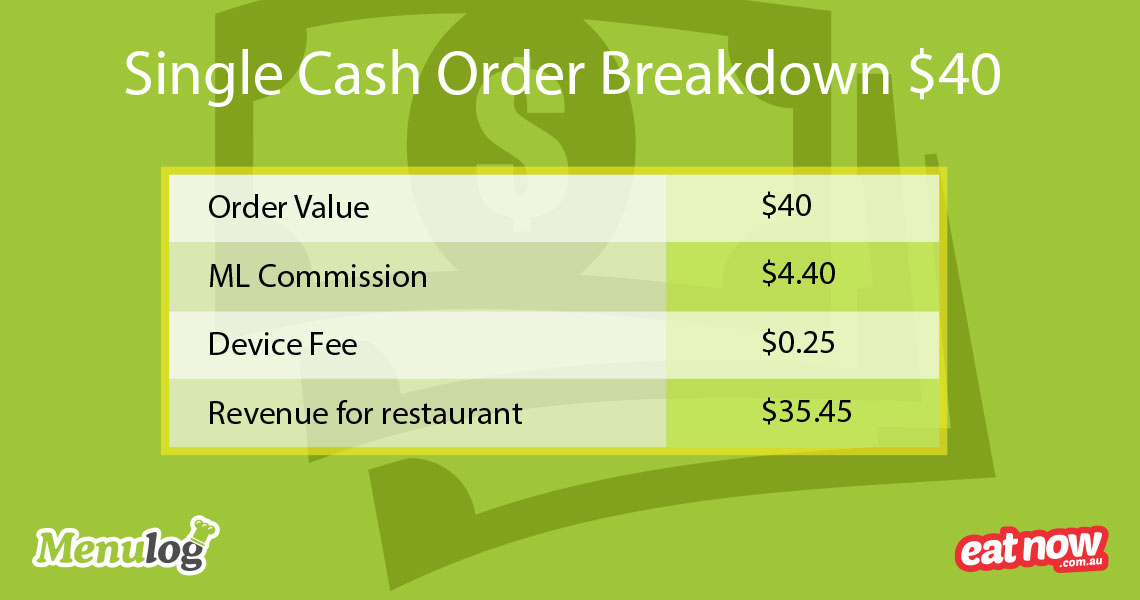 Single Cash Order Breakdown $40
Order Value $40
ML Commission $4.40
Device Fee $0.25
Revenue for restaurant $35.45
Menulog
eatnow
.com.au